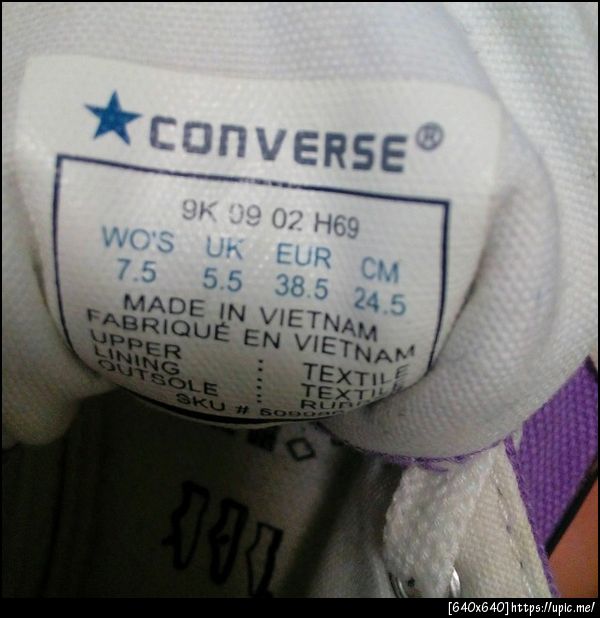 CONVERSE®
9K 09 02 H69
WO'S UK EUR CM
7.5 5.5 38.5 24.5
MADE IN VIETNAM
FABRIQUÉ EN VIETNAM
UPPER : TEXTILE
LINING : TEXTILE
OUTSOLE :
SKU #
[640x640]https://upic.me/